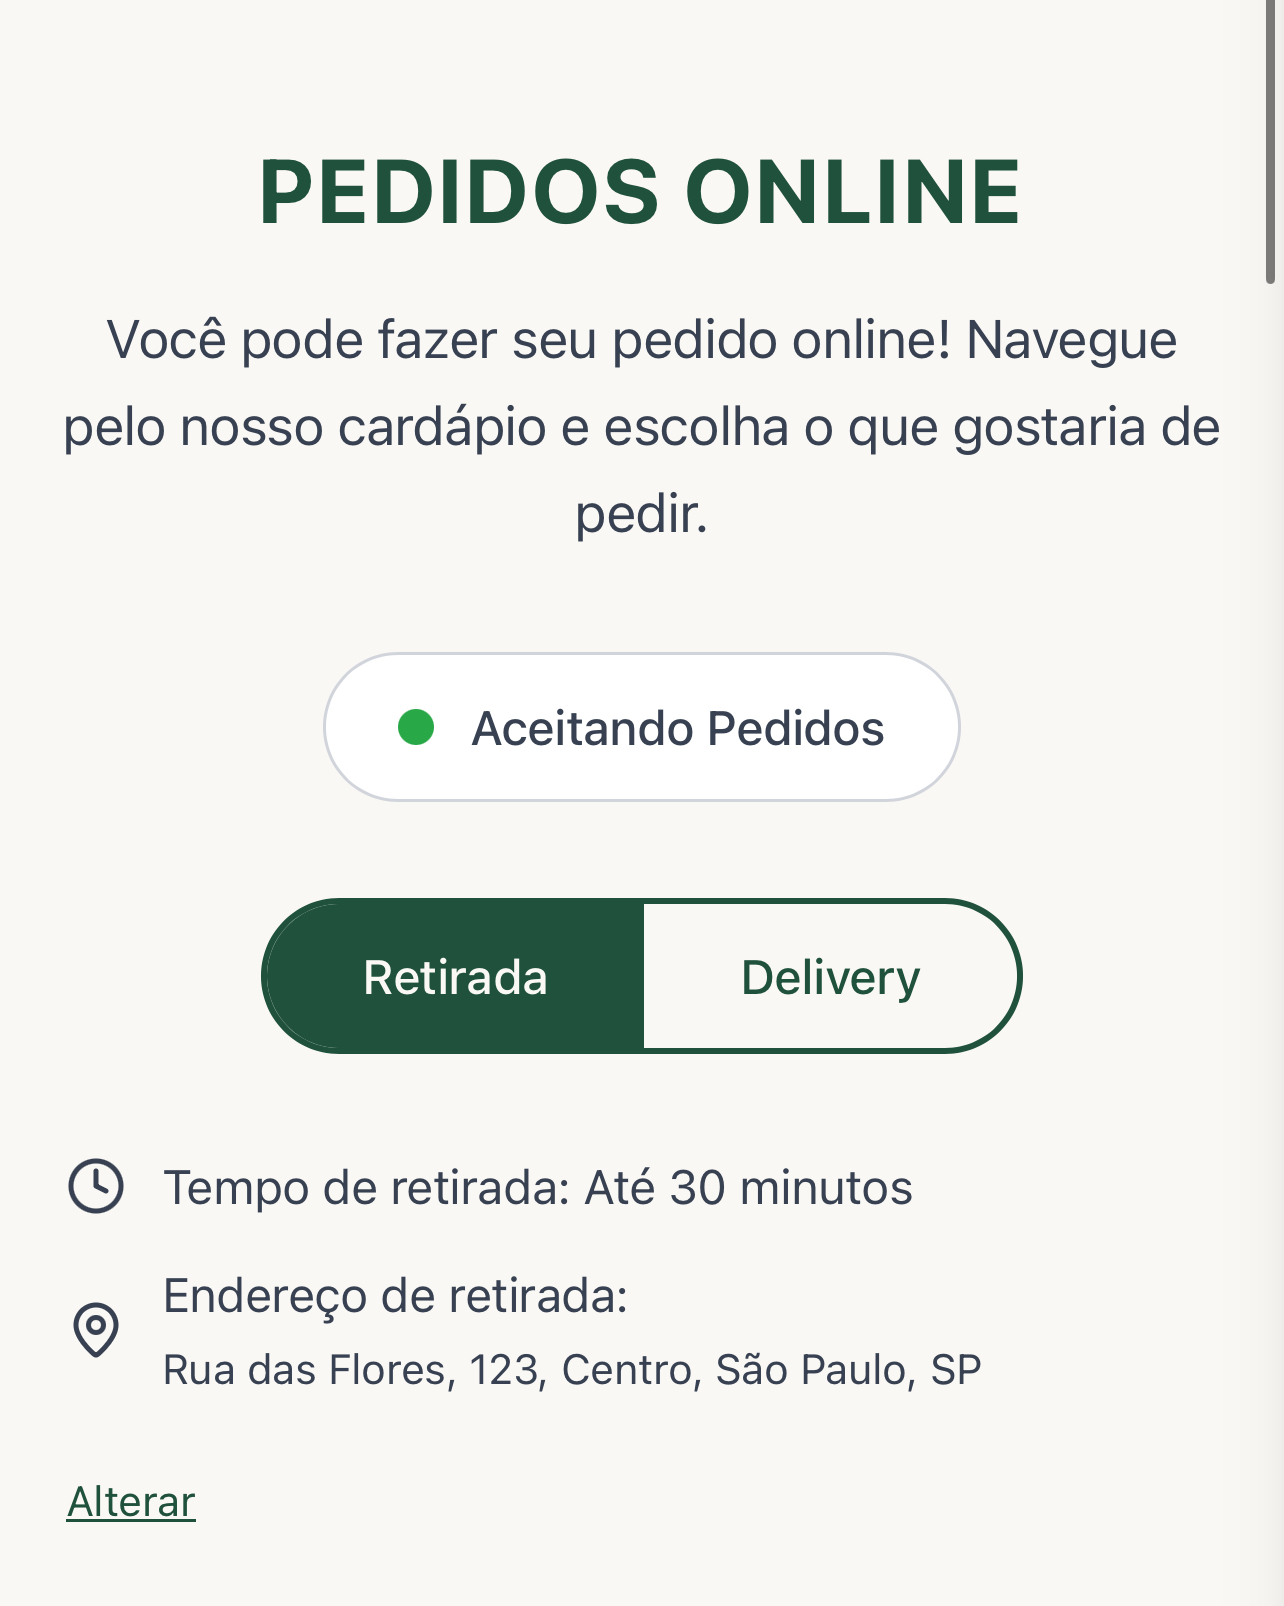 PEDIDOS ONLINE
Você pode fazer seu pedido online! Navegue
pelo nosso cardápio e escolha o que gostaria de
pedir.
Aceitando Pedidos
Retirada
Delivery
Tempo de retirada: Até 30 minutos
Endereço de retirada:
Rua das Flores, 123, Centro, São Paulo, SP
Alterar